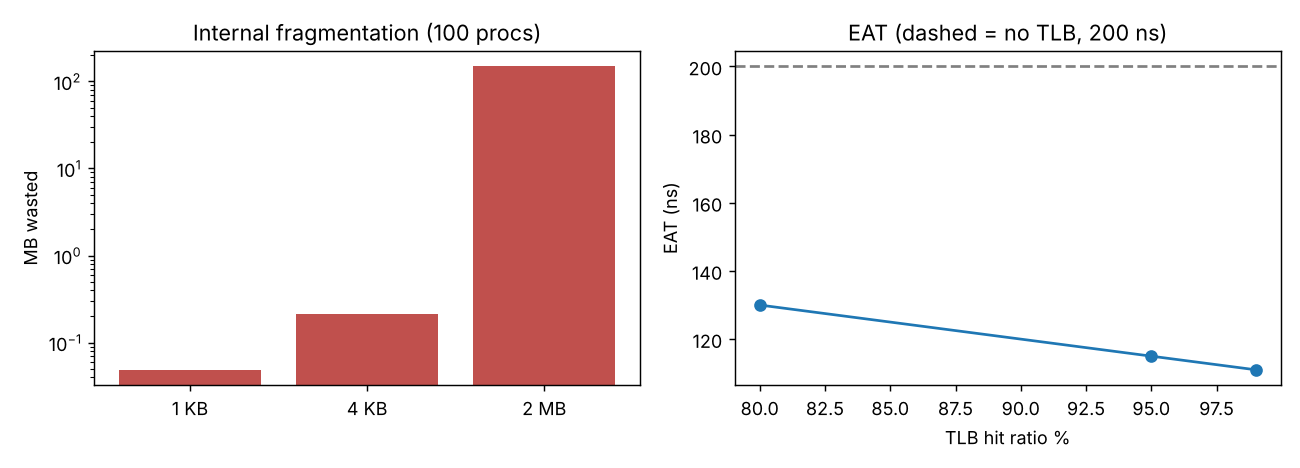 Internal fragmentation (100 procs)
MB wasted
10²
10¹
10⁰
10⁻¹
1 KB
4 KB
2 MB
EAT (dashed = no TLB, 200 ns)
EAT (ns)
200
180
160
140
120
80.0
82.5
85.0
87.5
90.0
92.5
95.0
97.5
TLB hit ratio %